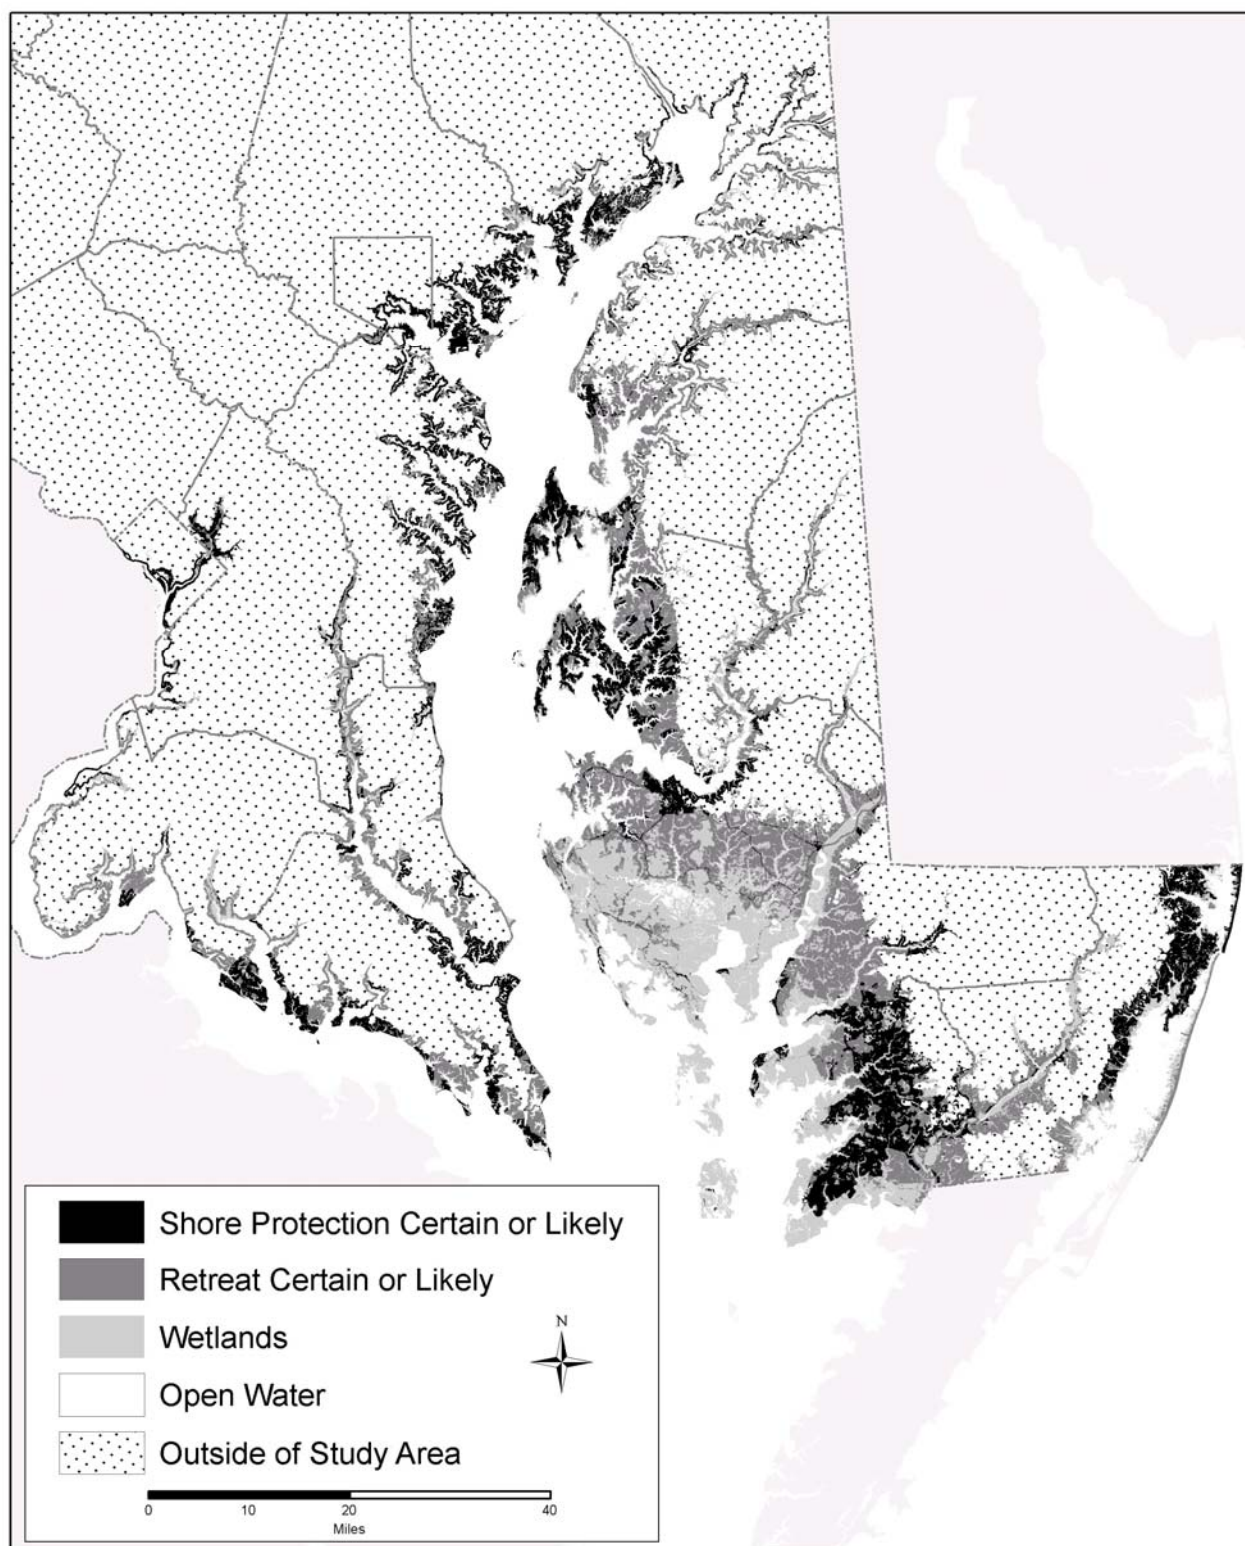 Shore Protection Certain or Likely
Retreat Certain or Likely
Wetlands
N
Open Water
Outside of Study Area
0 10 20 40
Miles